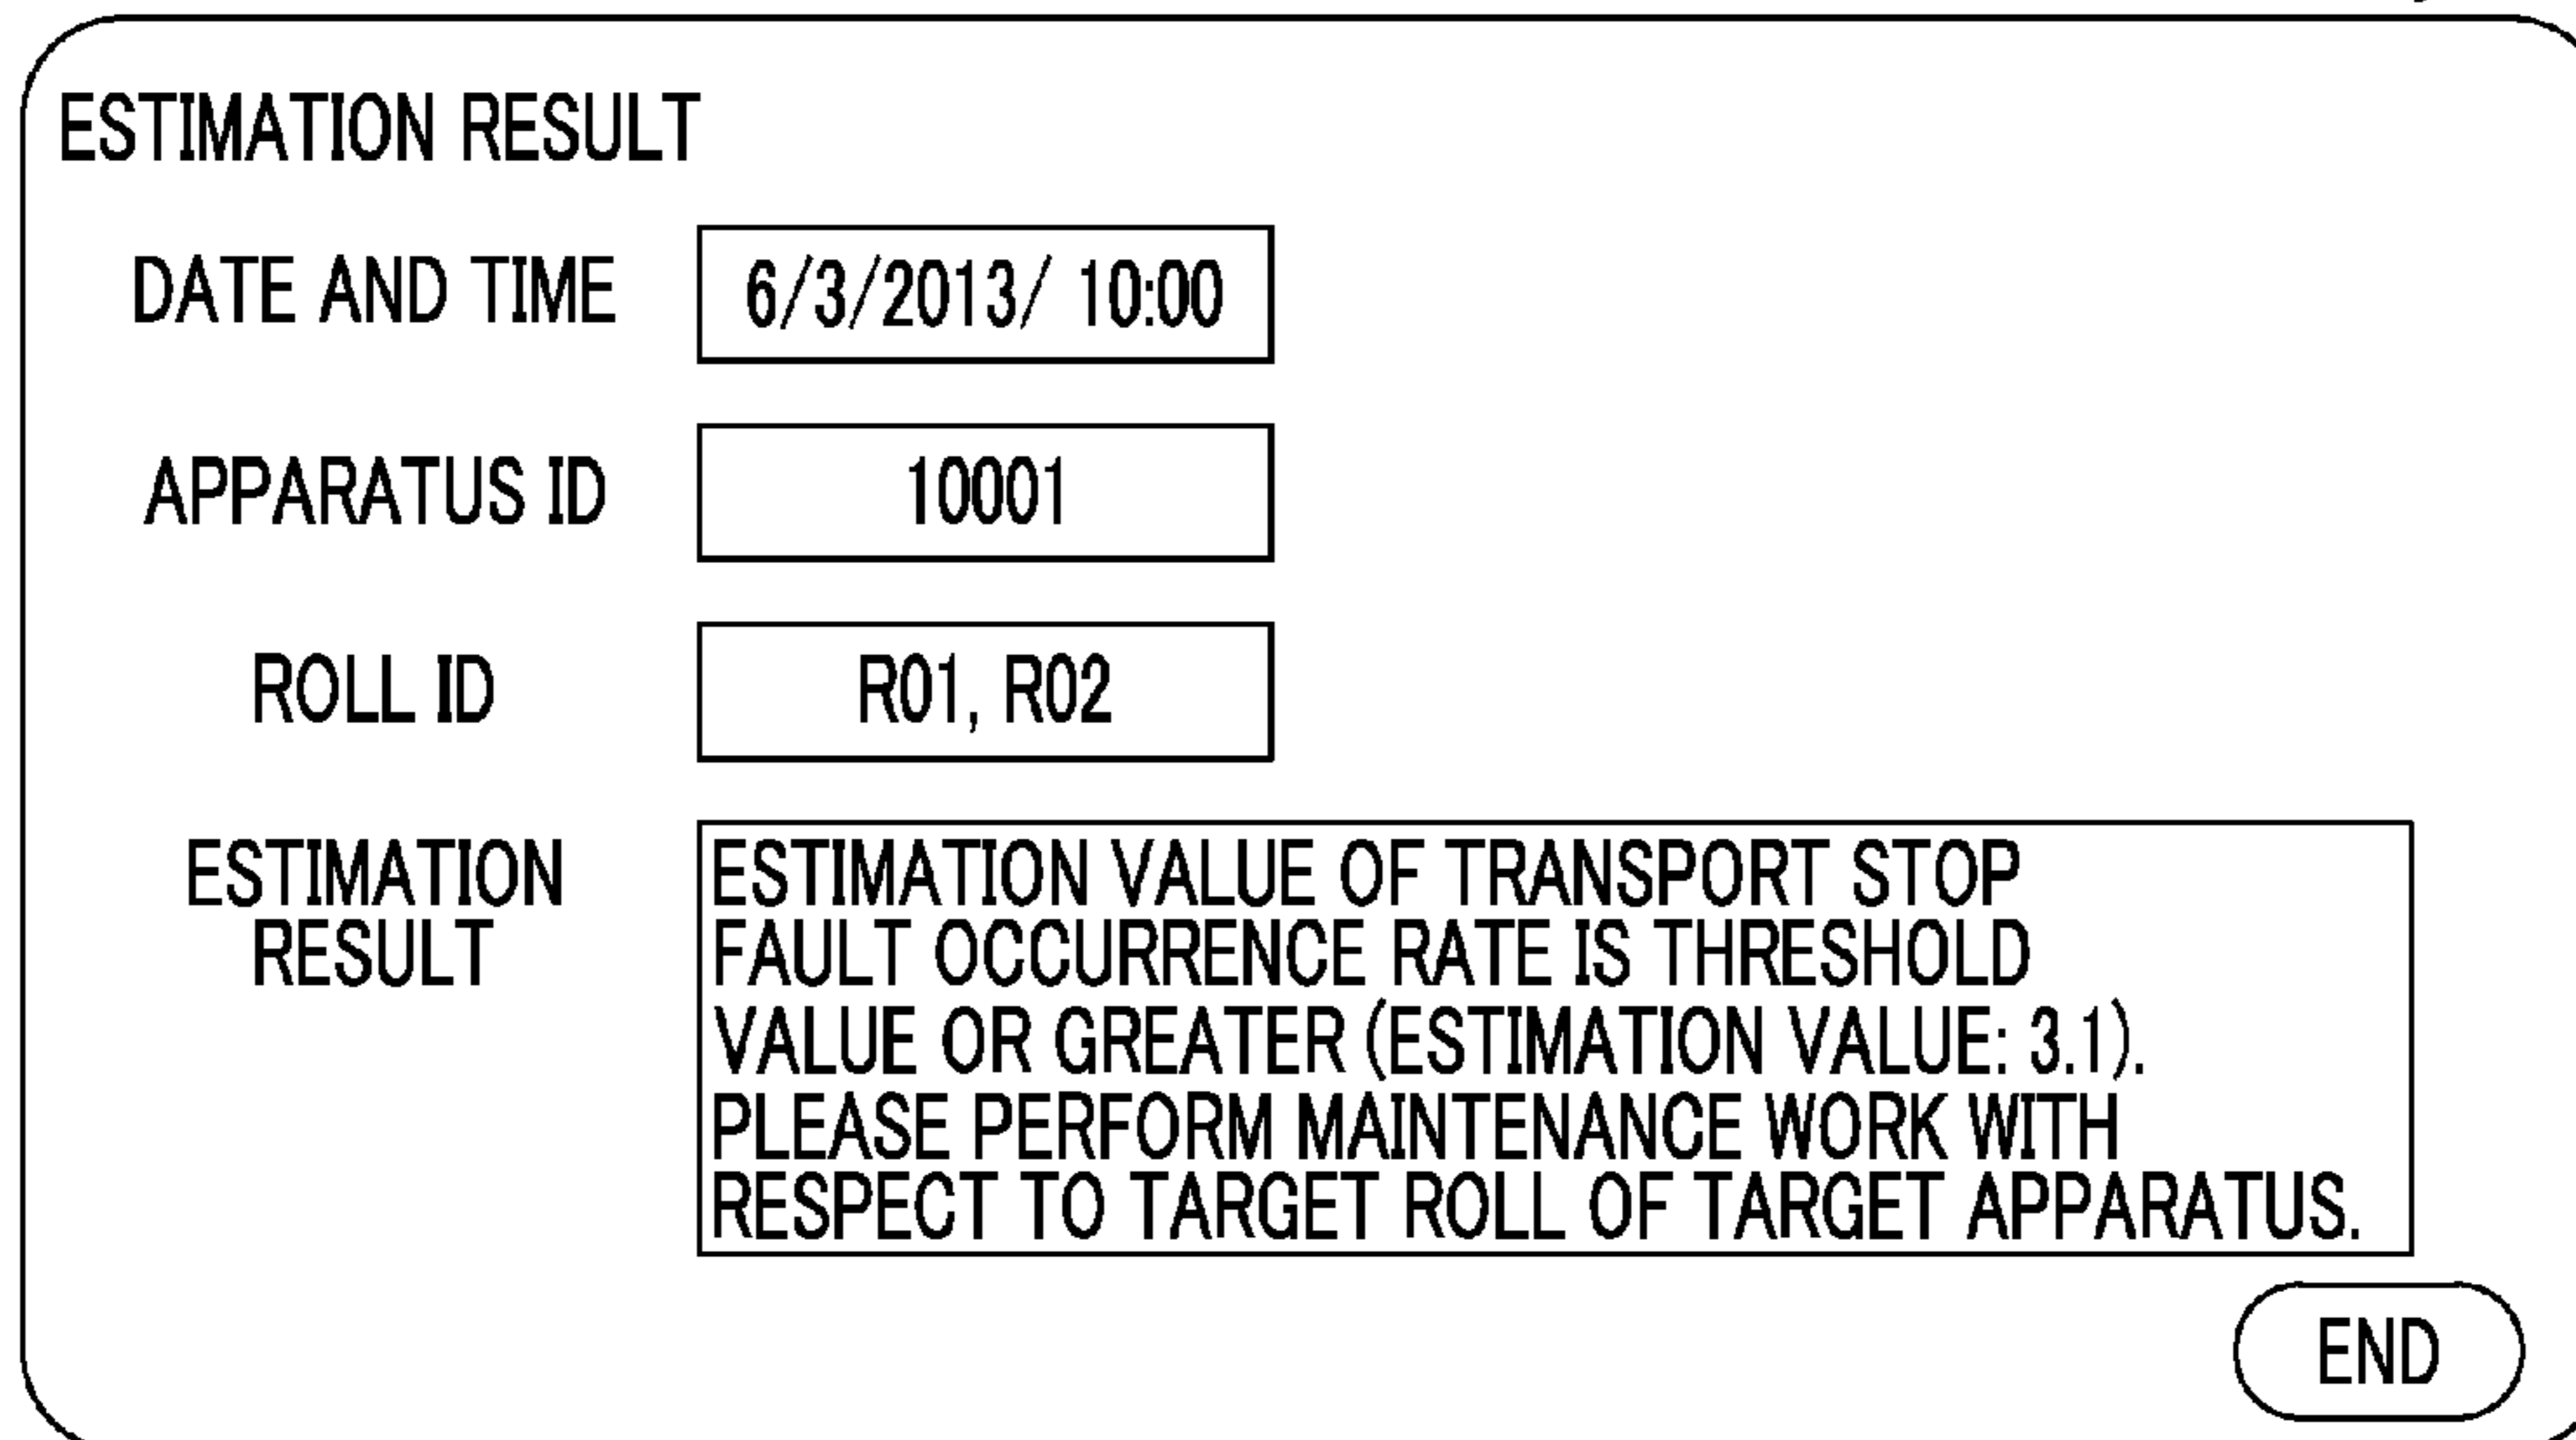 ESTIMATION RESULT
DATE AND TIME
6/3/2013/ 10:00
APPARATUS ID
10001
ROLL ID
R01, R02
ESTIMATION
RESULT
ESTIMATION VALUE OF TRANSPORT STOP
FAULT OCCURRENCE RATE IS THRESHOLD
VALUE OR GREATER (ESTIMATION VALUE: 3.1).
PLEASE PERFORM MAINTENANCE WORK WITH
RESPECT TO TARGET ROLL OF TARGET APPARATUS.
END